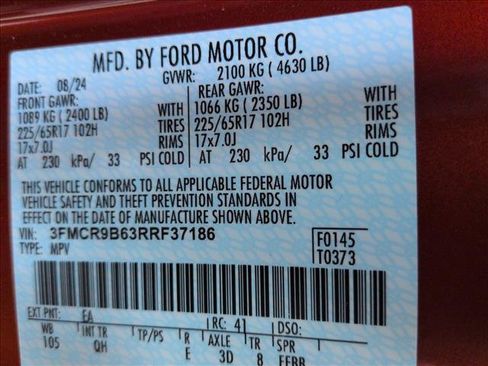 MFD. BY FORD MOTOR CO.
DATE: 08/24 GVWR: 2100 KG ( 4630 LB)
FRONT GAWR: REAR GAWR:
1089 KG ( 2400 LB) WITH 1066 KG ( 2350 LB) WITH
225/65R17 102H TIRES 225/65R17 102H TIRES
17x7.0J RIMS 17x7.0J RIMS
AT 230 kPa/ 33 PSI COLD AT 230 kPa/ 33 PSI COLD
THIS VEHICLE CONFORMS TO ALL APPLICABLE FEDERAL MOTOR
VEHICLE SAFETY AND THEFT PREVENTION STANDARDS IN
EFFECT ON THE DATE OF MANUFACTURE SHOWN ABOVE.
VIN: 3FMCR9B63RRF37186 F0145
TYPE: MPV T0373
EXT PNT: EA RC: 41 DSO:
WB INT TR TP/PS R AXLE TR SPR
105 QH E 3D 8 EEBB